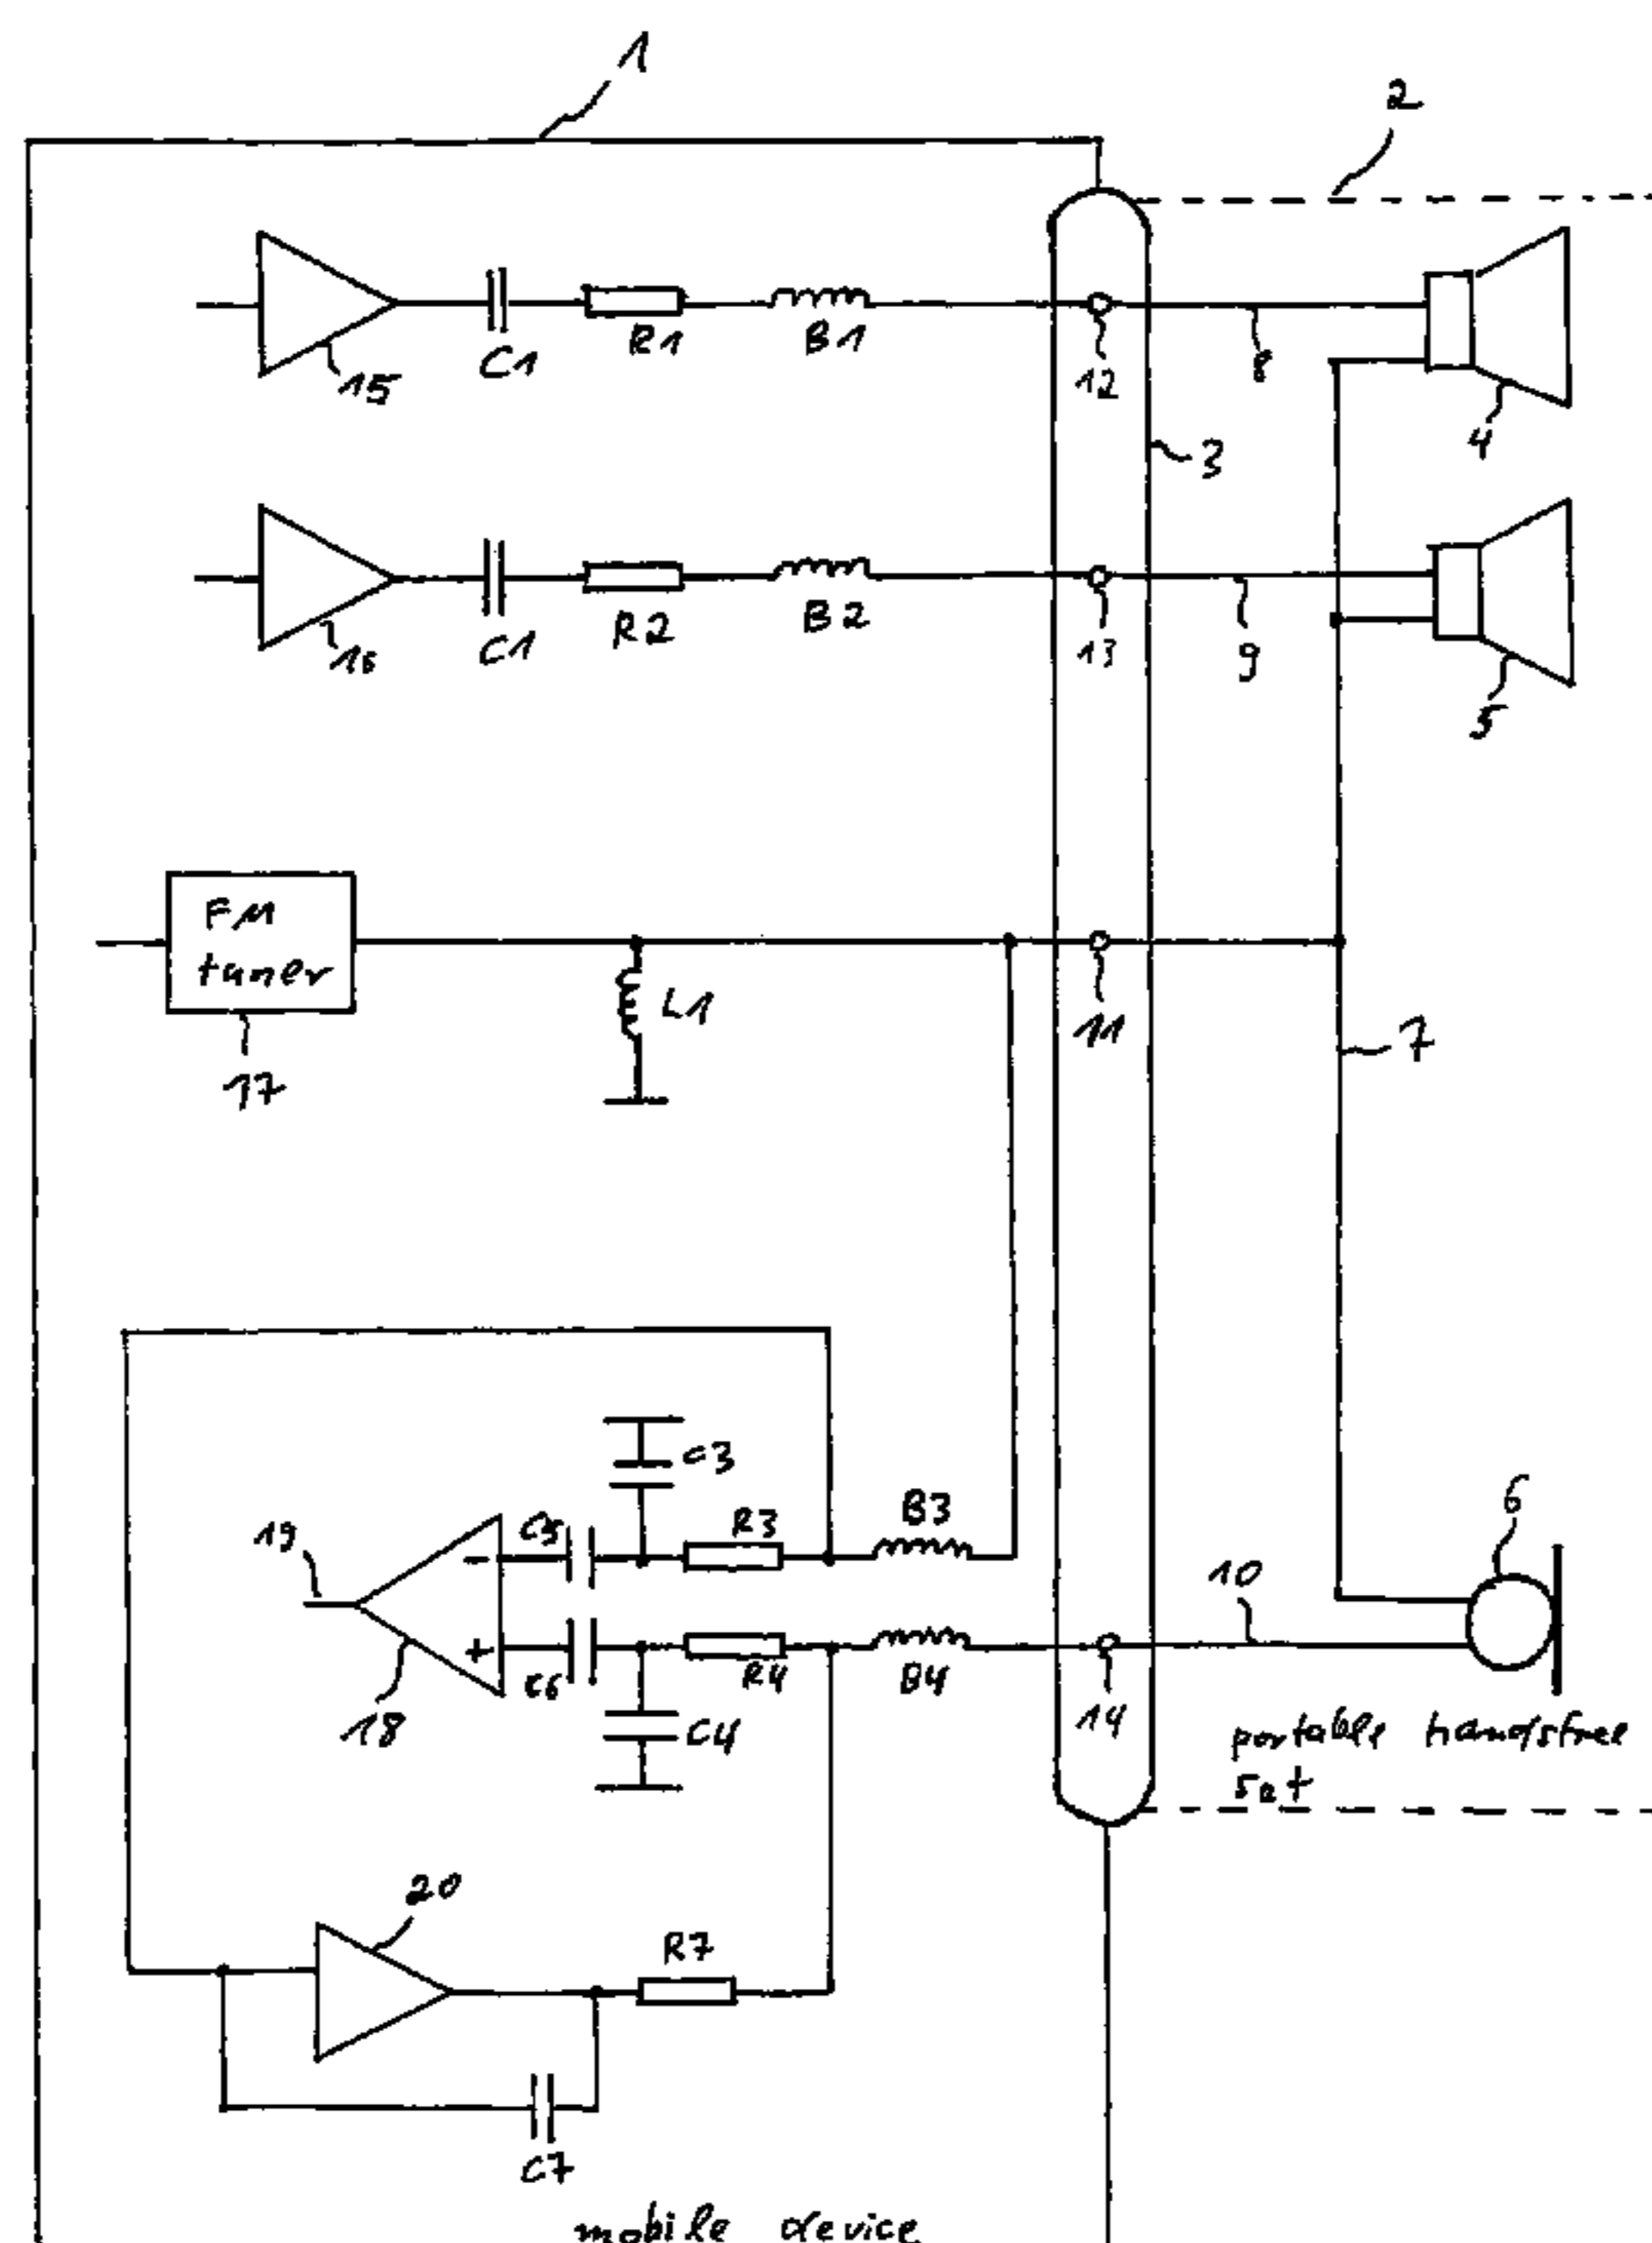 1
2
15
C1
R1
B1
12
8
4
3
16
C1
R2
B2
13
9
5
FM
tuner
17
L1
11
7
C3
19
C5
R3
B3
6
10
18
C6
R4
B4
14
C4
portable handsfree
set
20
R7
C7
mobile device